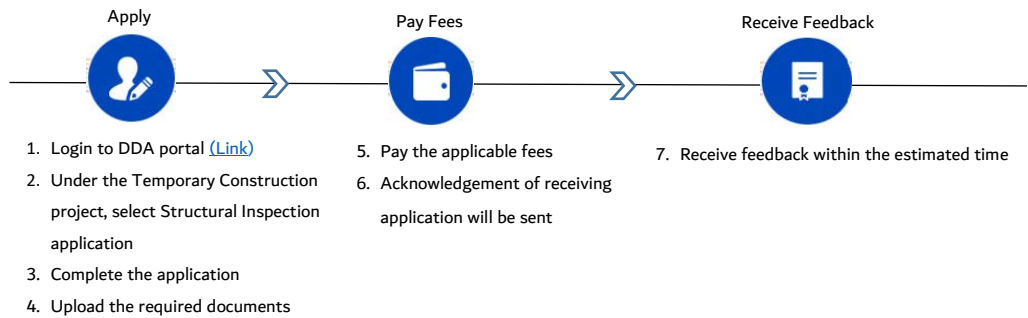 Apply
Pay Fees
Receive Feedback
1. Login to DDA portal (Link)
2. Under the Temporary Construction
project, select Structural Inspection
application
3. Complete the application
4. Upload the required documents
5. Pay the applicable fees
6. Acknowledgement of receiving
application will be sent
7. Receive feedback within the estimated time